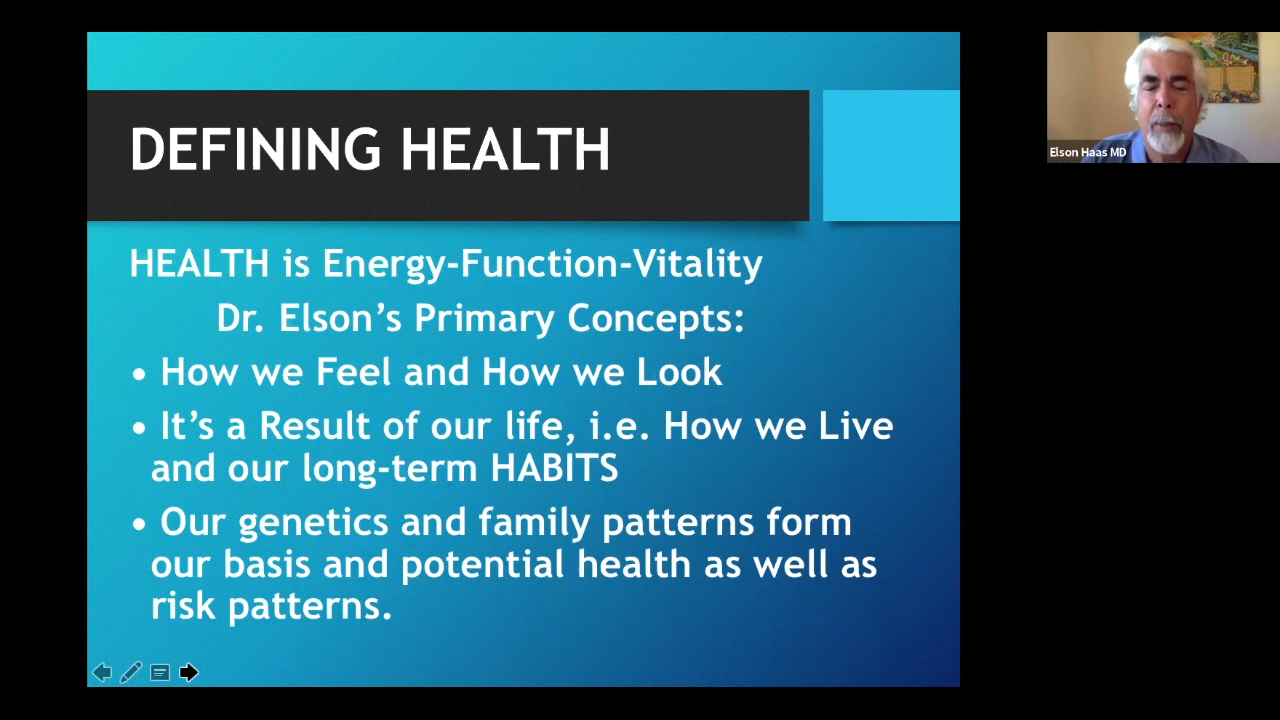 DEFINING HEALTH
HEALTH is Energy-Function-Vitality
Dr. Elson’s Primary Concepts:
• How we Feel and How we Look
• It’s a Result of our life, i.e. How we Live
and our long-term HABITS
• Our genetics and family patterns form
our basis and potential health as well as
risk patterns.
Elson Haas MD